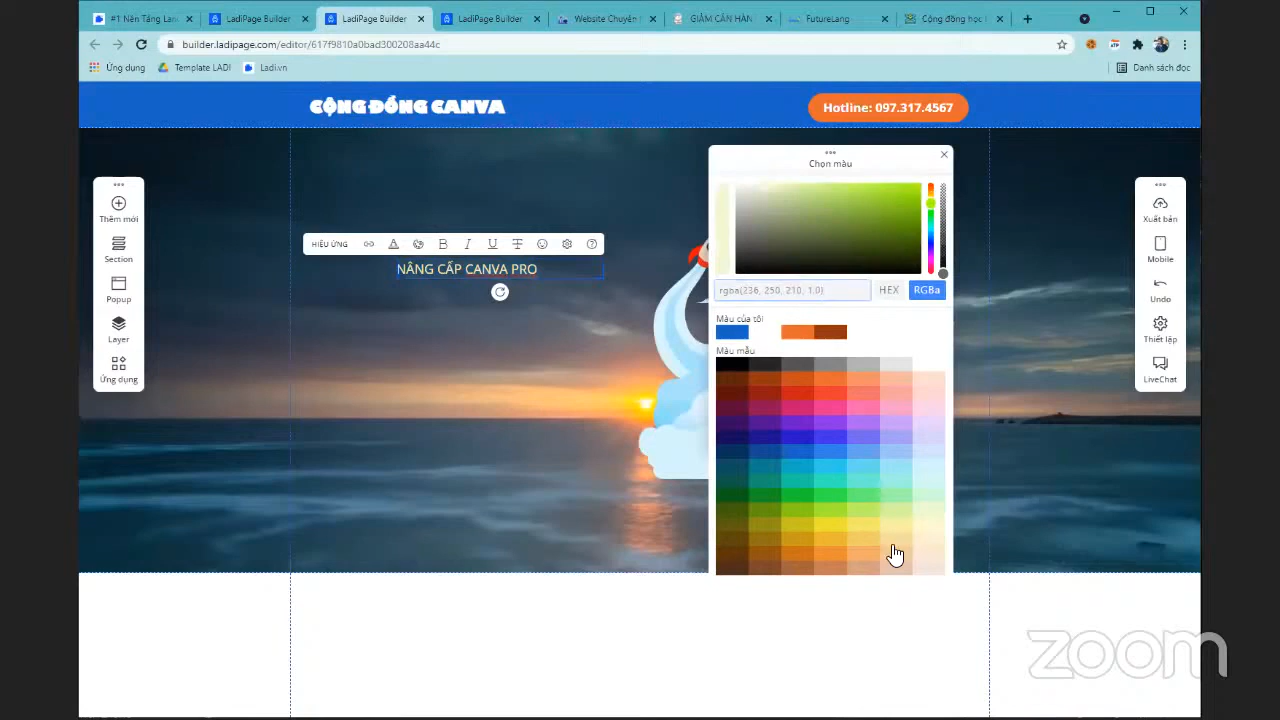 #1 Nền Tảng Lan
LadiPage Builder
LadiPage Builder
LadiPage Builder
Website Chuyên
GIẢM CÂN HÀN
FutureLang
Cộng đồng học
builder.ladipage.com/editor/617f9810a0bad300208aa44c
Ứng dụng
Template LADI
Ladi.vn
Danh sách đọc
CỘNG ĐỒNG CANVA
Hotline: 097.317.4567
Chọn màu
Thêm mới
Section
Popup
Layer
Ứng dụng
HIỆU ỨNG
NÂNG CẤP CANVA PRO
rgba(236, 250, 210, 1.0)
HEX
RGBa
Màu của tôi
Màu mẫu
Xuất bản
Mobile
Undo
Thiết lập
LiveChat
zoom